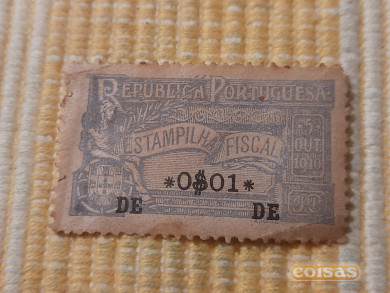 REPUBLICA PORTUGUESA
ESTAMPILHA FISCAL
5
OUT
1910
*0$01*
DE DE
coisas